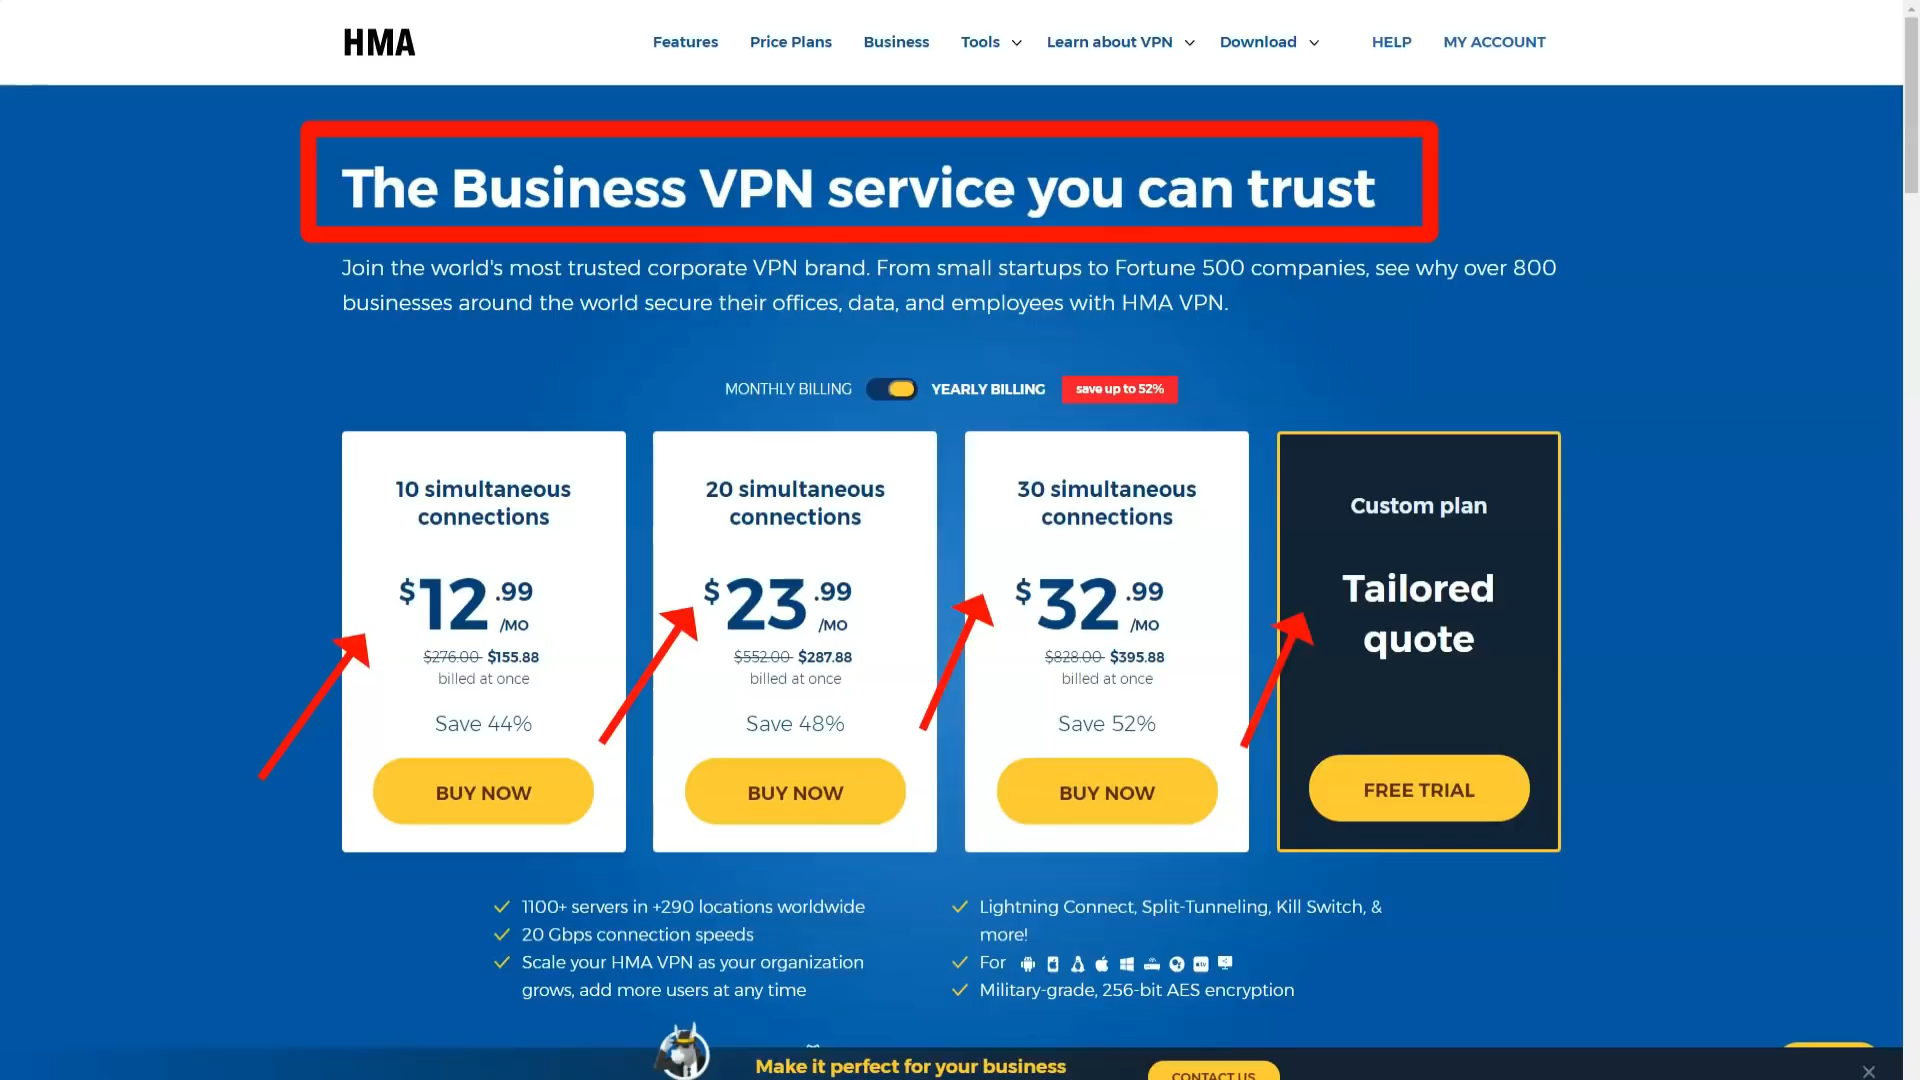 HMA
Features Price Plans Business Tools Learn about VPN Download HELP MY ACCOUNT
The Business VPN service you can trust
Join the world's most trusted corporate VPN brand. From small startups to Fortune 500 companies, see why over 800
businesses around the world secure their offices, data, and employees with HMA VPN.
MONTHLY BILLING YEARLY BILLING save up to 52%
10 simultaneous
connections
$12.99
/MO
$276.00 $155.88
billed at once
Save 44%
BUY NOW
20 simultaneous
connections
$23.99
/MO
$552.00 $287.88
billed at once
Save 48%
BUY NOW
30 simultaneous
connections
$32.99
/MO
$828.00 $395.88
billed at once
Save 52%
BUY NOW
Custom plan
Tailored
quote
FREE TRIAL
1100+ servers in +290 locations worldwide
20 Gbps connection speeds
Scale your HMA VPN as your organization
grows, add more users at any time
Lightning Connect, Split-Tunneling, Kill Switch, &
more!
For
Military-grade, 256-bit AES encryption
Make it perfect for your business
CONTACT US